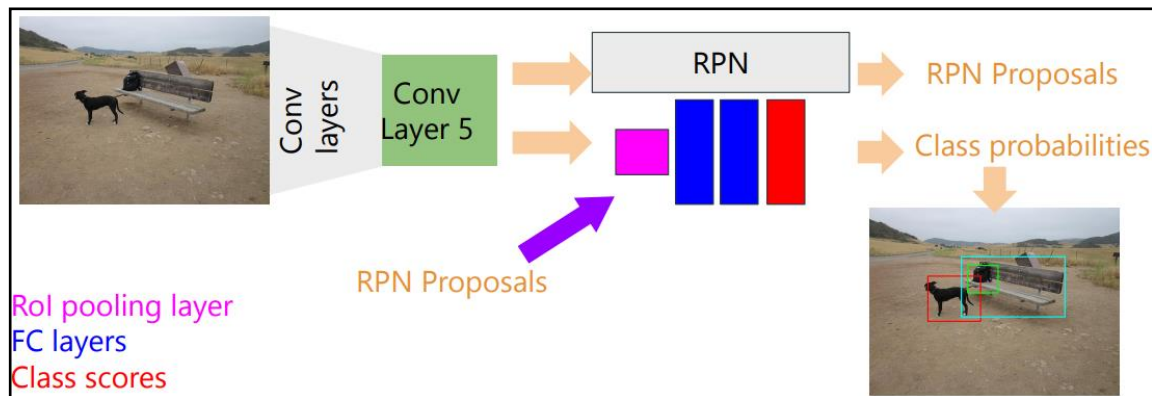 Conv
layers
Conv
Layer 5
RPN
RPN Proposals
Class probabilities
RPN Proposals
RoI pooling layer
FC layers
Class scores